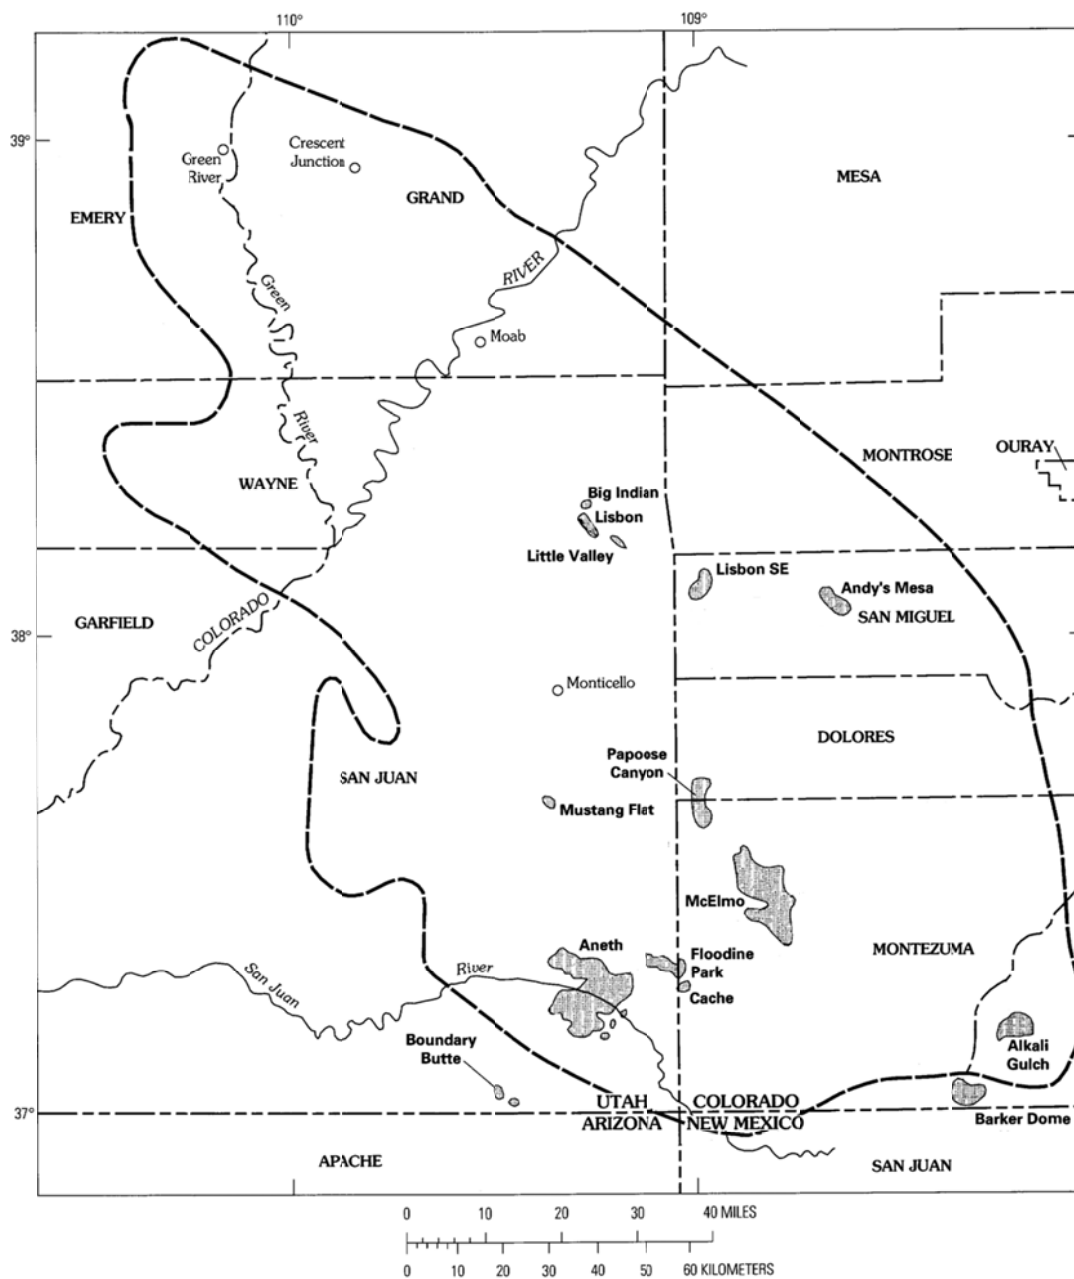 110°
109°
39°
Green
River
Crescent
Junction
GRAND
MESA
EMERY
RIVER
Green
Moab
River
MONTROSE
OURAY
WAYNE
Big Indian
Lisbon
Little Valley
Lisbon SE
Andy's Mesa
SAN MIGUEL
GARFIELD
COLORADO
38°
Monticello
DOLORES
Papoose
Canyon
SAN JUAN
Mustang Flat
McElmo
MONTEZUMA
Aneth
Floodine
Park
Cache
San Juan
River
Boundary
Butte
Alkali
Gulch
37°
UTAH
COLORADO
ARIZONA
NEW MEXICO
Barker Dome
APACHE
SAN JUAN
0 10 20 30 40 MILES
0 10 20 30 40 50 60 KILOMETERS